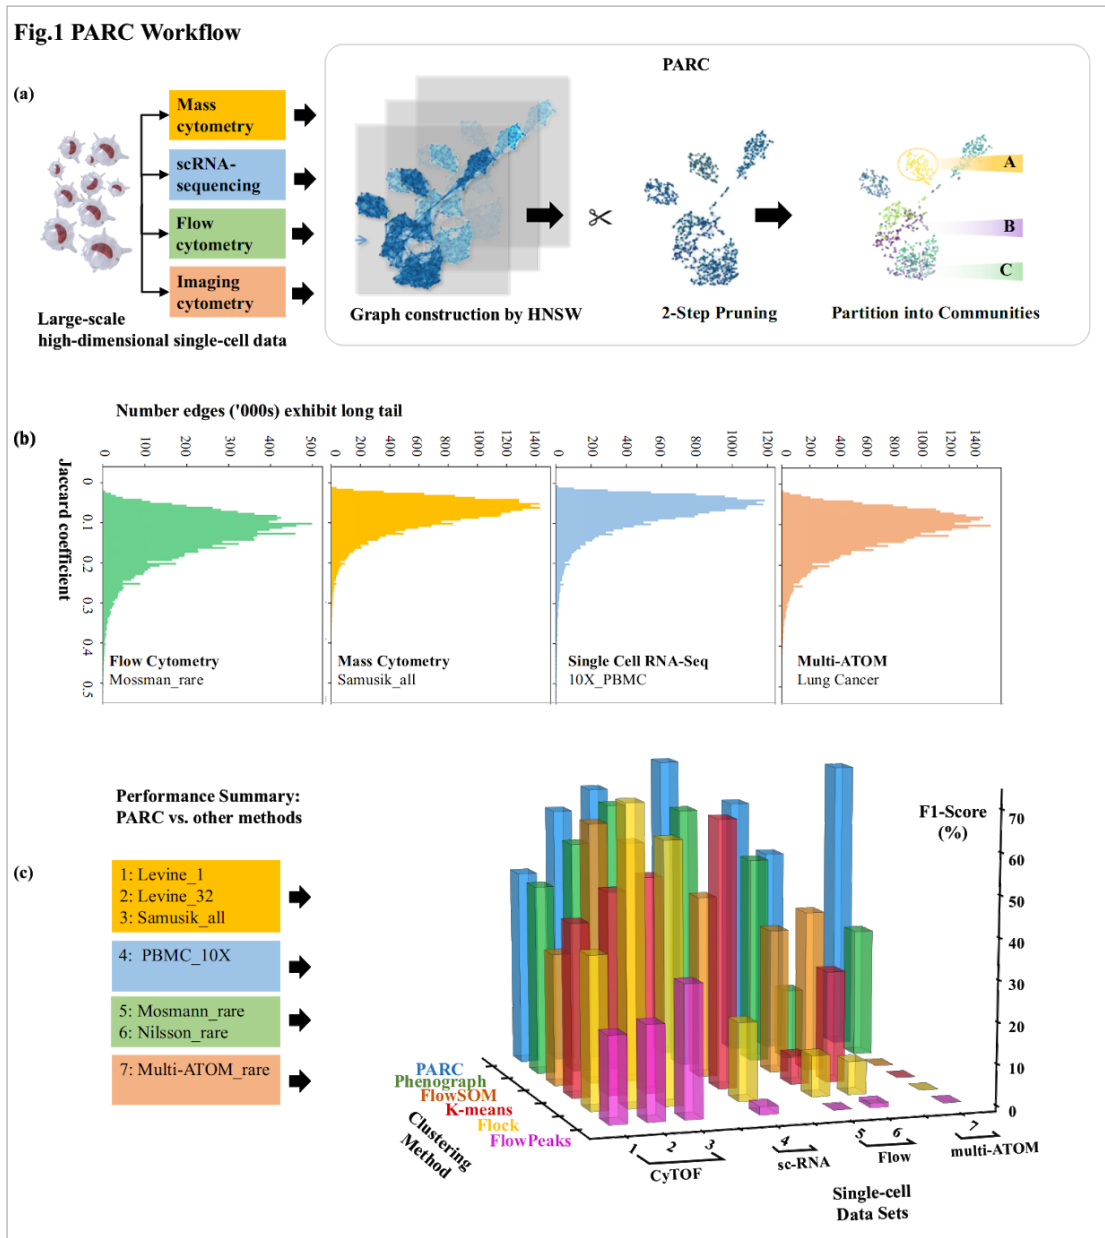 Fig.1 PARC Workflow
(a)
Mass
cytometry
scRNA-
sequencing
Flow
cytometry
Imaging
cytometry
Large-scale
high-dimensional single-cell data
PARC
Graph construction by HNSW
2-Step Pruning
A
B
C
Partition into Communities
(b)
Number edges ('000s) exhibit long tail
Jaccard coefficient
0 0.1 0.2 0.3 0.4 0.5
0 100 200 300 400 500
Flow Cytometry
Mossman_rare
0 200 400 600 800 1000 1200 1400
Mass Cytometry
Samusik_all
0 200 400 600 800 1000 1200
Single Cell RNA-Seq
10X_PBMC
0 200 400 600 800 1000 1200 1400
Multi-ATOM
Lung Cancer
(c)
Performance Summary:
PARC vs. other methods
1: Levine_1
2: Levine_32
3: Samusik_all
4: PBMC_10X
5: Mosmann_rare
6: Nilsson_rare
7: Multi-ATOM_rare
F1-Score
(%)
70
60
50
40
30
20
10
0
PARC
Phenograph
FlowSOM
K-means
Flock
FlowPeaks
Clustering
Method
1 2 3 4 5 6 7
CyTOF
sc-RNA
Flow
multi-ATOM
Single-cell
Data Sets